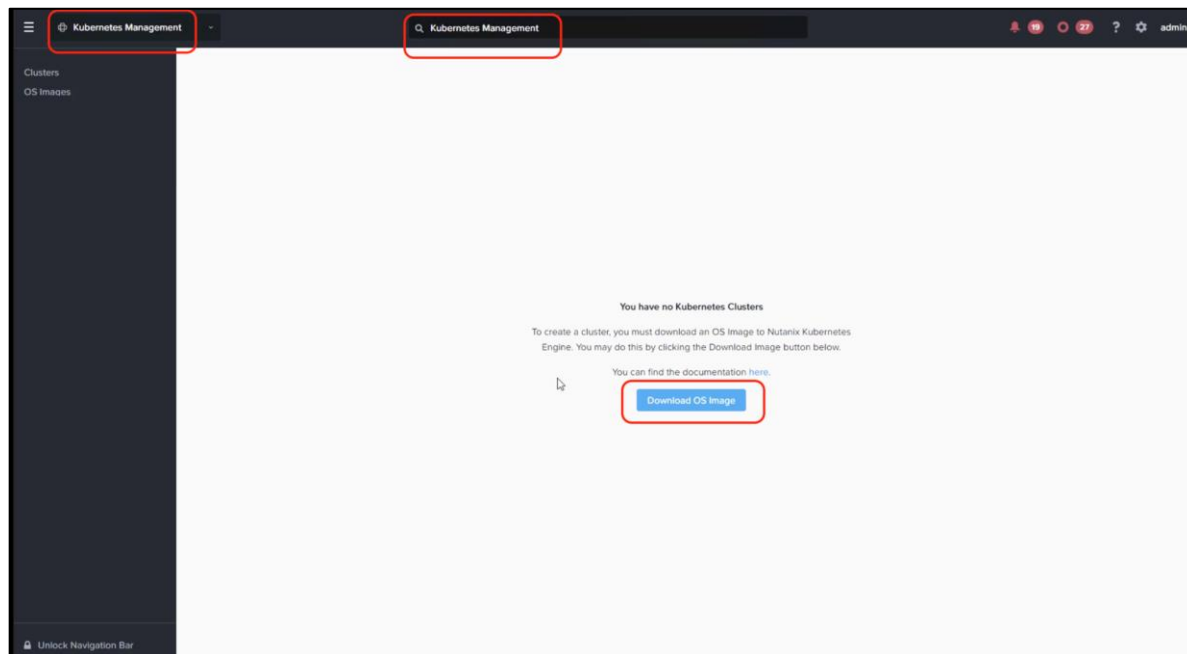 Kubernetes Management
Kubernetes Management
19
27
?
admin
Clusters
OS Images
You have no Kubernetes Clusters
To create a cluster, you must download an OS Image to Nutanix Kubernetes
Engine. You may do this by clicking the Download Image button below.
You can find the documentation here.
Download OS Image
Unlock Navigation Bar